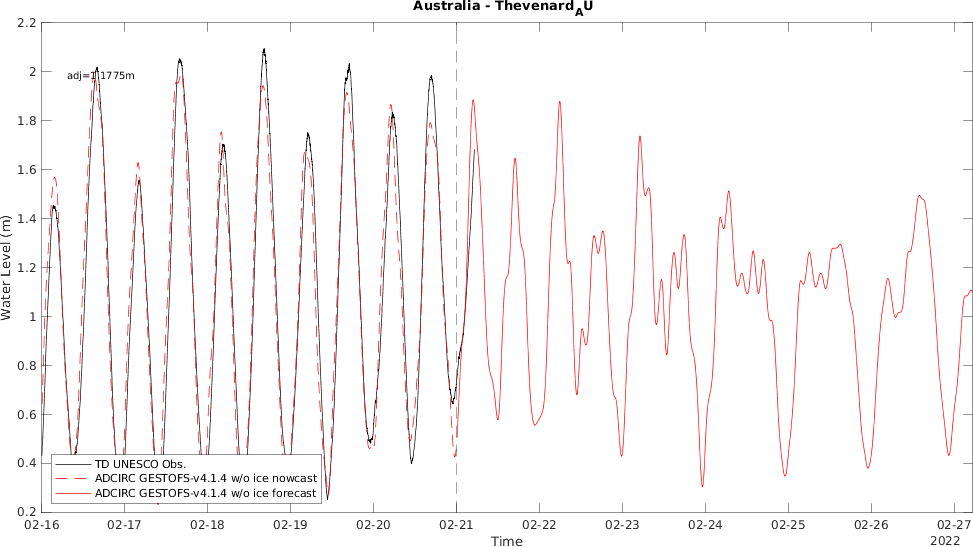 Australia - Thevenard_AU
2.2
2
1.8
1.6
1.4
1.2
1
0.8
0.6
0.4
0.2
Water Level (m)
adj=1.1775m
TD UNESCO Obs.
ADCIRC GESTOFS-v4.1.4 w/o ice nowcast
ADCIRC GESTOFS-v4.1.4 w/o ice forecast
02-16 02-17 02-18 02-19 02-20 02-21 02-22 02-23 02-24 02-25 02-26 02-27
Time
2022